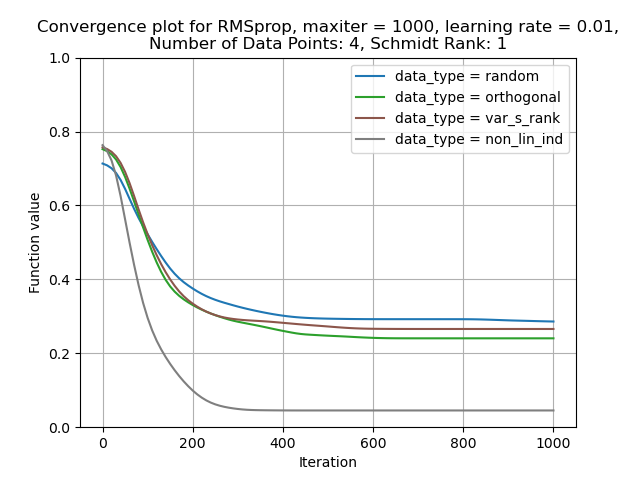 Convergence plot for RMSprop, maxiter = 1000, learning rate = 0.01,
Number of Data Points: 4, Schmidt Rank: 1
1.0
0.8
0.6
0.4
0.2
0.0
Function value
data_type = random
data_type = orthogonal
data_type = var_s_rank
data_type = non_lin_ind
0
200
400
600
800
1000
Iteration